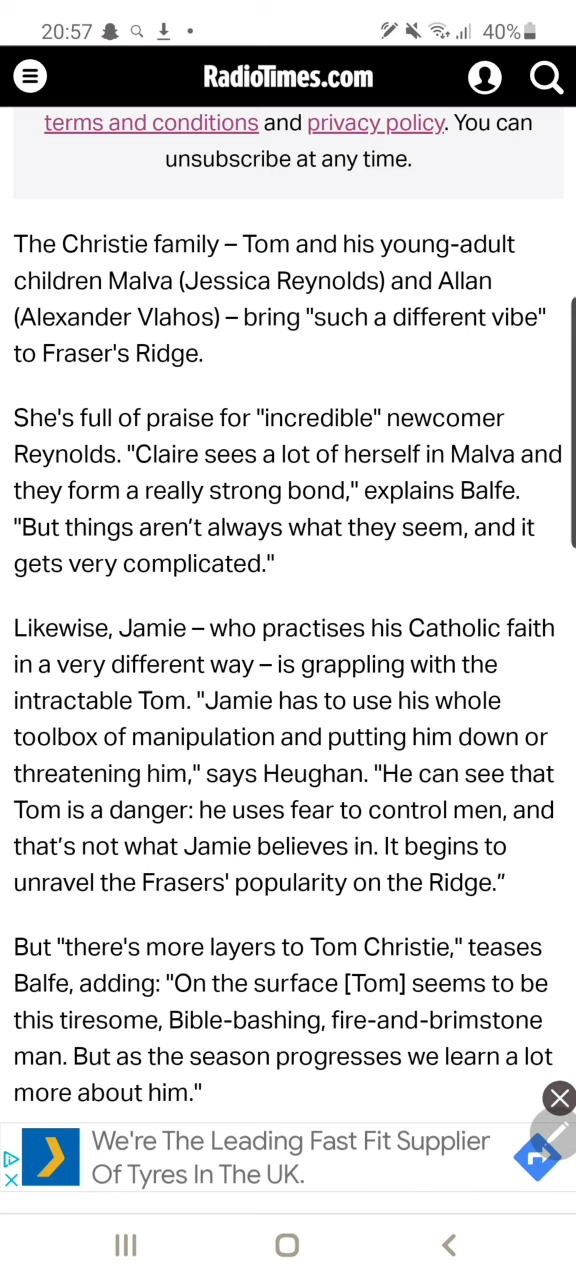 20:57
40%
RadioTimes.com
terms and conditions and privacy policy. You can
unsubscribe at any time.
The Christie family – Tom and his young-adult
children Malva (Jessica Reynolds) and Allan
(Alexander Vlahos) – bring "such a different vibe"
to Fraser's Ridge.
She's full of praise for "incredible" newcomer
Reynolds. "Claire sees a lot of herself in Malva and
they form a really strong bond," explains Balfe.
"But things aren’t always what they seem, and it
gets very complicated."
Likewise, Jamie – who practises his Catholic faith
in a very different way – is grappling with the
intractable Tom. "Jamie has to use his whole
toolbox of manipulation and putting him down or
threatening him," says Heughan. "He can see that
Tom is a danger: he uses fear to control men, and
that’s not what Jamie believes in. It begins to
unravel the Frasers' popularity on the Ridge.”
But "there's more layers to Tom Christie," teases
Balfe, adding: "On the surface [Tom] seems to be
this tiresome, Bible-bashing, fire-and-brimstone
man. But as the season progresses we learn a lot
more about him."
We're The Leading Fast Fit Supplier
Of Tyres In The UK.